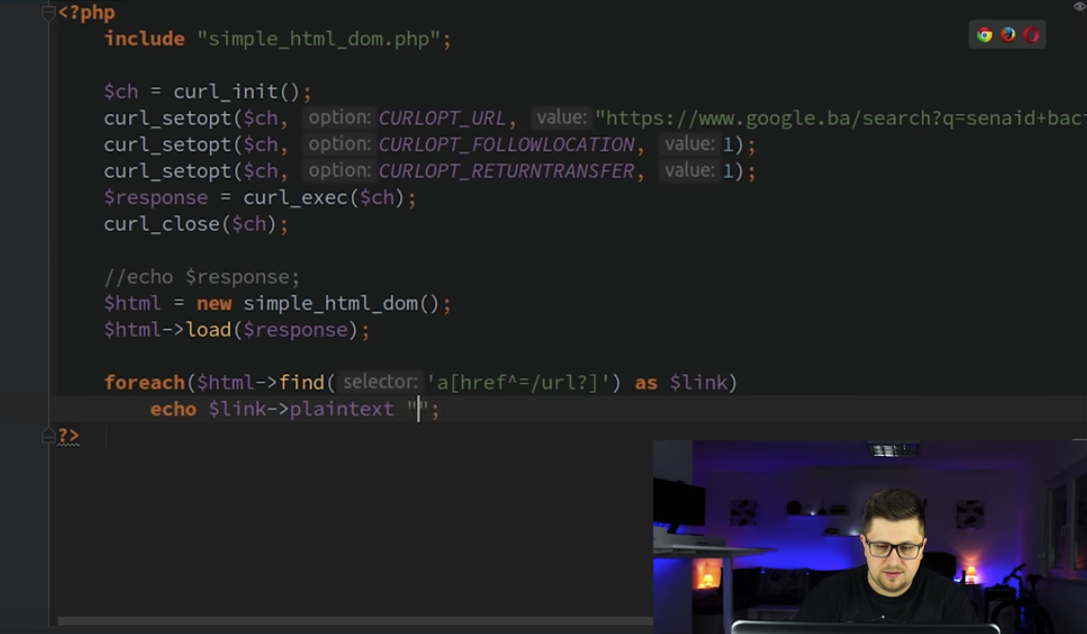 <?php
include "simple_html_dom.php";
$ch = curl_init();
curl_setopt($ch, option: CURLOPT_URL, value: "https://www.google.ba/search?q=senaid+bac
curl_setopt($ch, option: CURLOPT_FOLLOWLOCATION, value: 1);
curl_setopt($ch, option: CURLOPT_RETURNTRANSFER, value: 1);
$response = curl_exec($ch);
curl_close($ch);
//echo $response;
$html = new simple_html_dom();
$html->load($response);
foreach($html->find( selector: 'a[href^=/url?]') as $link)
echo $link->plaintext "";
?>